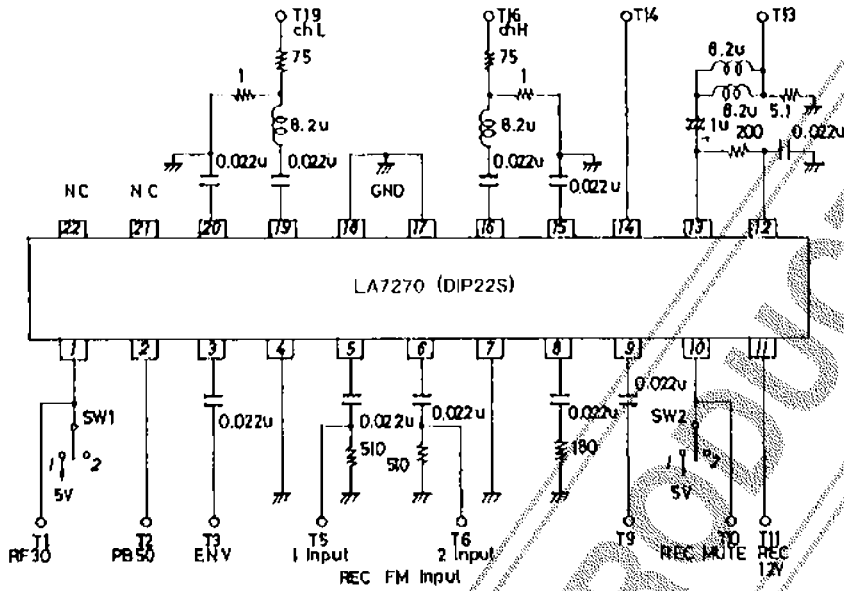 T19 T16 T14 T13
chL chH
75 75 8.2u
1 1
8.2u 8.2u 8.2u 5.1
1u
200 0.022u
0.022u 0.022u 0.022u 0.022u
NC NC GND
22 21 20 19 18 17 16 15 14 13 12
LA7270 (DIP22S)
1 2 3 4 5 6 7 8 9 10 11
0.022u
SW1 0.022u 0.022u 0.022u 0.022u SW2
510 510 180
1 2 1 2
5V 5V
T1 T2 T3 T5 T6 T9 T10 T11
RF30 PB50 ENV 1 Input 2 Input REC MUTE REC
12V
REC FM Input